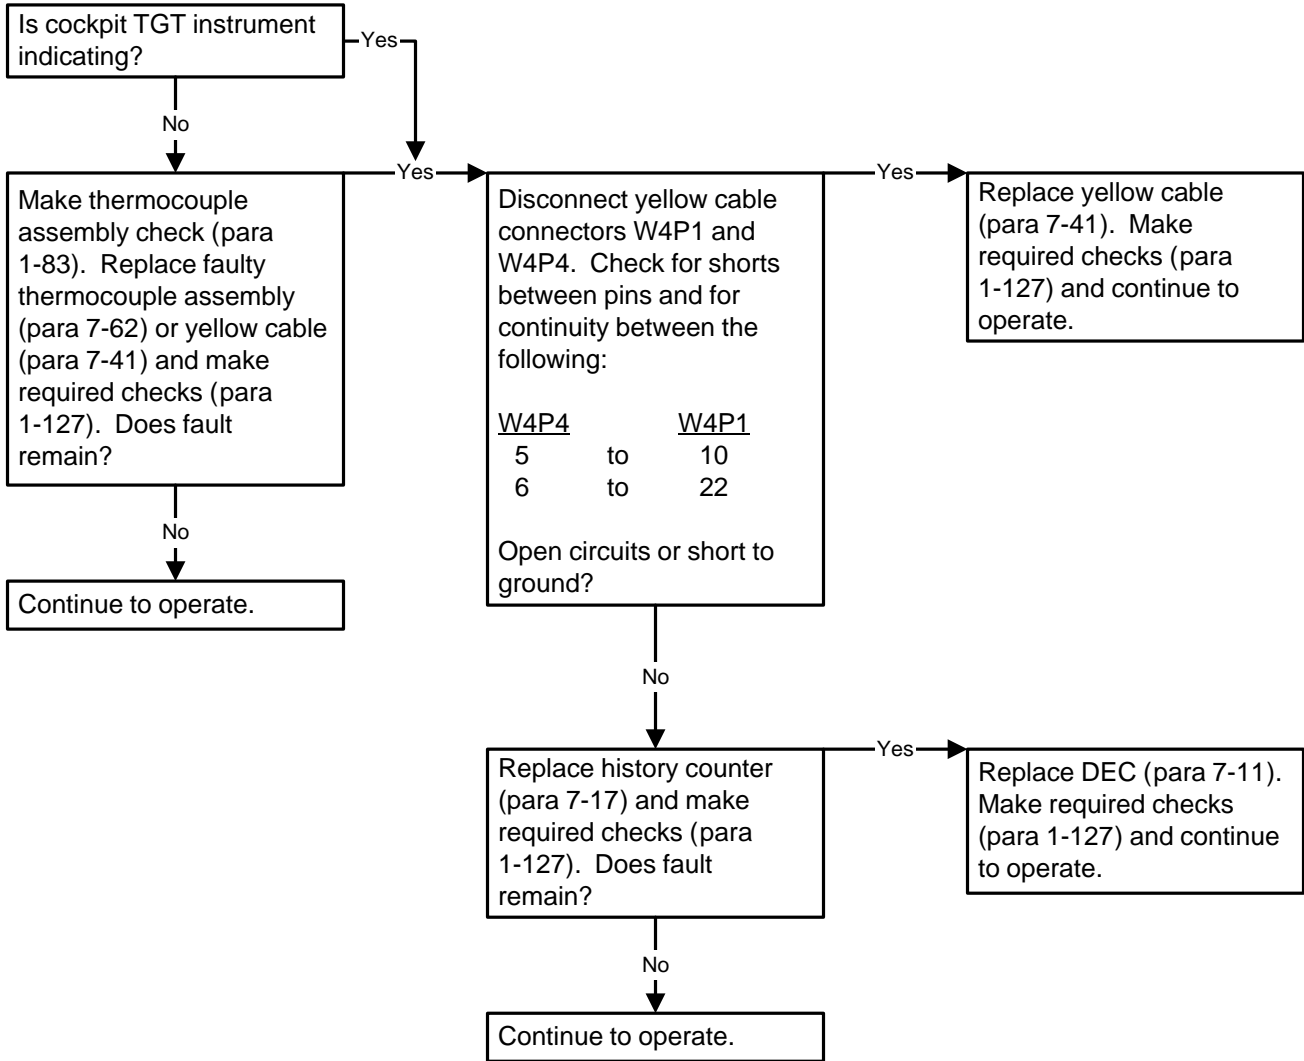 Is cockpit TGT instrument
indicating?
Yes
No
Make thermocouple
assembly check (para
1-83).  Replace faulty
thermocouple assembly
(para 7-62) or yellow cable
(para 7-41) and make
required checks (para
1-127).  Does fault
remain?
Yes
No
Continue to operate.
Disconnect yellow cable
connectors W4P1 and
W4P4.  Check for shorts
between pins and for
continuity between the
following:
W4P4 W4P1
5 to 10
6 to 22
Open circuits or short to
ground?
Yes
Replace yellow cable
(para 7-41).  Make
required checks (para
1-127) and continue to
operate.
No
Replace history counter
(para 7-17) and make
required checks (para
1-127).  Does fault
remain?
Yes
Replace DEC (para 7-11).
Make required checks
(para 1-127) and continue
to operate.
No
Continue to operate.